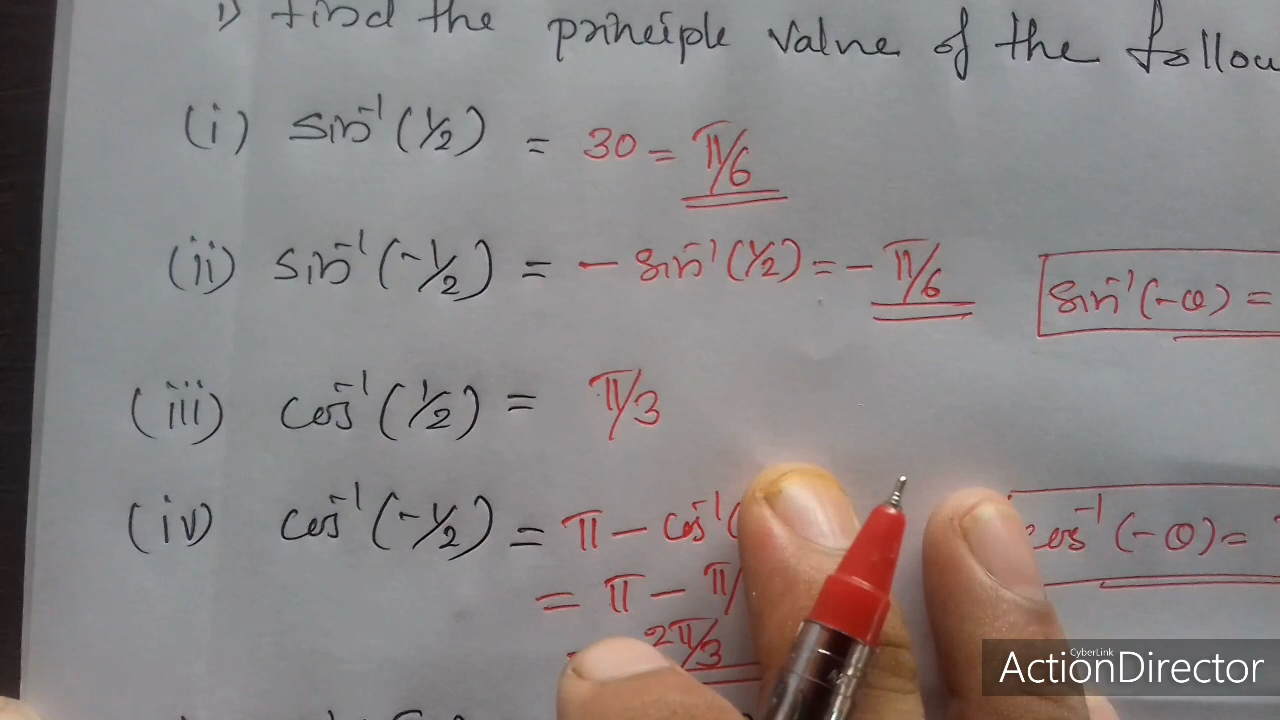 1) find the principle value of the
(i) sin⁻¹(1/2) = 30 = π/6
(ii) sin⁻¹(-1/2) = - sin⁻¹(1/2) = - π/6
sin⁻¹(-θ) =
(iii) cos⁻¹(1/2) = π/3
(iv) cos⁻¹(-1/2) = π - cos⁻¹(
cos⁻¹(-θ) =
= π - π/
2π/3
CyberLink
ActionDirector